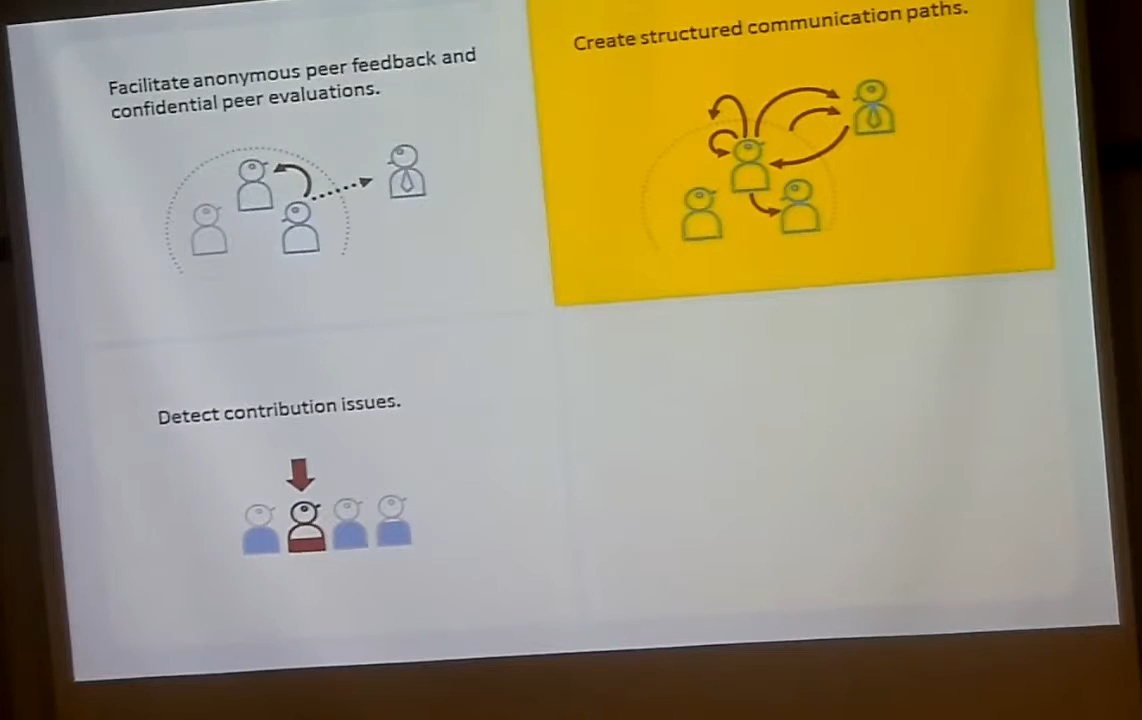 Facilitate anonymous peer feedback and
confidential peer evaluations.
Create structured communication paths.
Detect contribution issues.